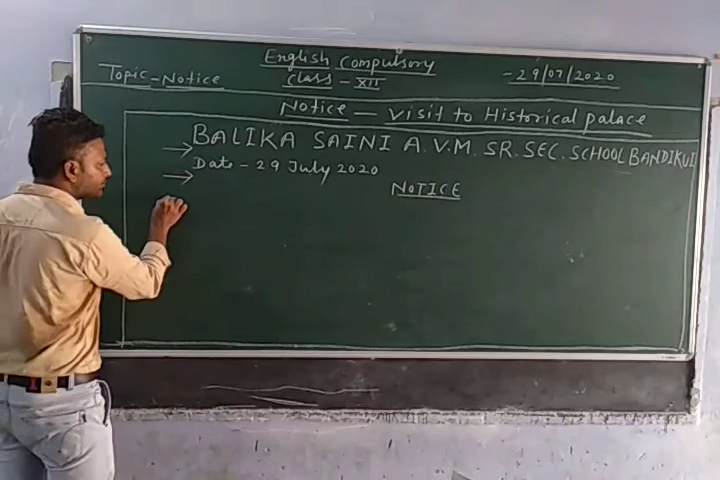 English Compulsory
Topic - Notice Class - XII - 29/07/2020
Notice - Visit to Historical palace
→ BALIKA SAINI A.V.M. SR. SEC. SCHOOL BANDIKUI
→ Date - 29 July 2020
NOTICE